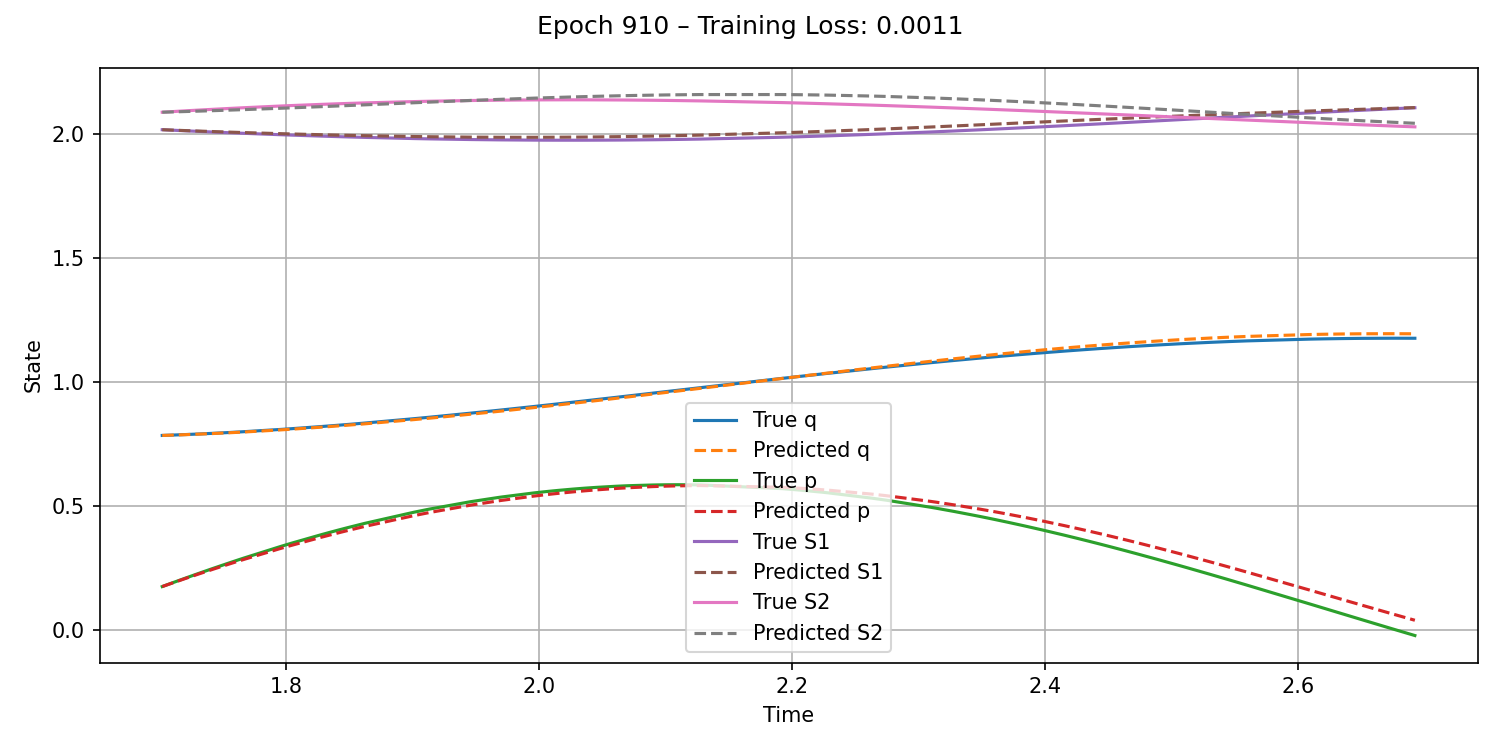 Epoch 910 – Training Loss: 0.0011
State
2.0
1.5
1.0
0.5
0.0
True q
Predicted q
True p
Predicted p
True S1
Predicted S1
True S2
Predicted S2
1.8
2.0
2.2
2.4
2.6
Time